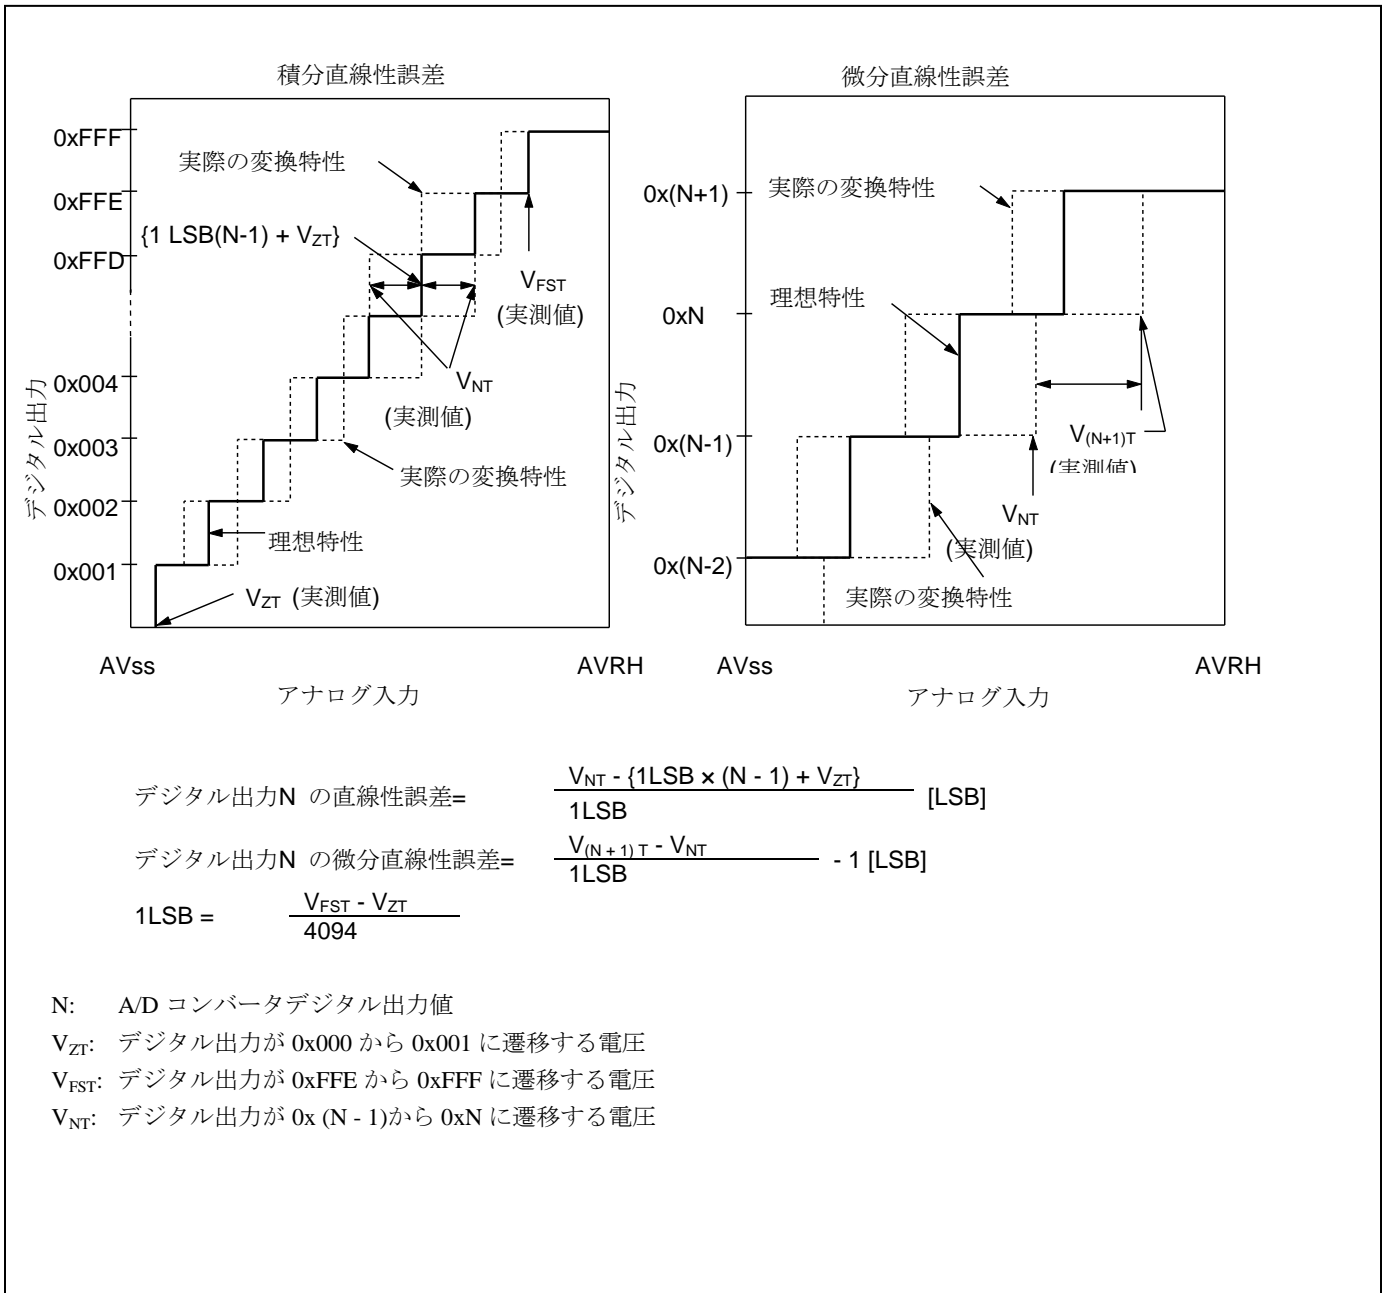 積分直線性誤差
0xFFF
0xFFE
0xFFD
0x004
0x003
0x002
0x001
デジタル出力
実際の変換特性
{1 LSB(N-1) + VZT}
VFST
(実測値)
VNT
(実測値)
実際の変換特性
理想特性
VZT (実測値)
AVss
AVRH
アナログ入力
微分直線性誤差
0x(N+1)
0xN
0x(N-1)
0x(N-2)
デジタル出力
実際の変換特性
理想特性
V(N+1)T
(実測値)
VNT
(実測値)
実際の変換特性
AVss
AVRH
アナログ入力
デジタル出力N の直線性誤差= VNT - {1LSB × (N - 1) + VZT} / 1LSB [LSB]
デジタル出力N の微分直線性誤差= V(N + 1) T - VNT / 1LSB - 1 [LSB]
1LSB = VFST - VZT / 4094
N: A/D コンバータデジタル出力値
VZT: デジタル出力が 0x000 から 0x001 に遷移する電圧
VFST: デジタル出力が 0xFFE から 0xFFF に遷移する電圧
VNT: デジタル出力が 0x (N - 1)から 0xN に遷移する電圧